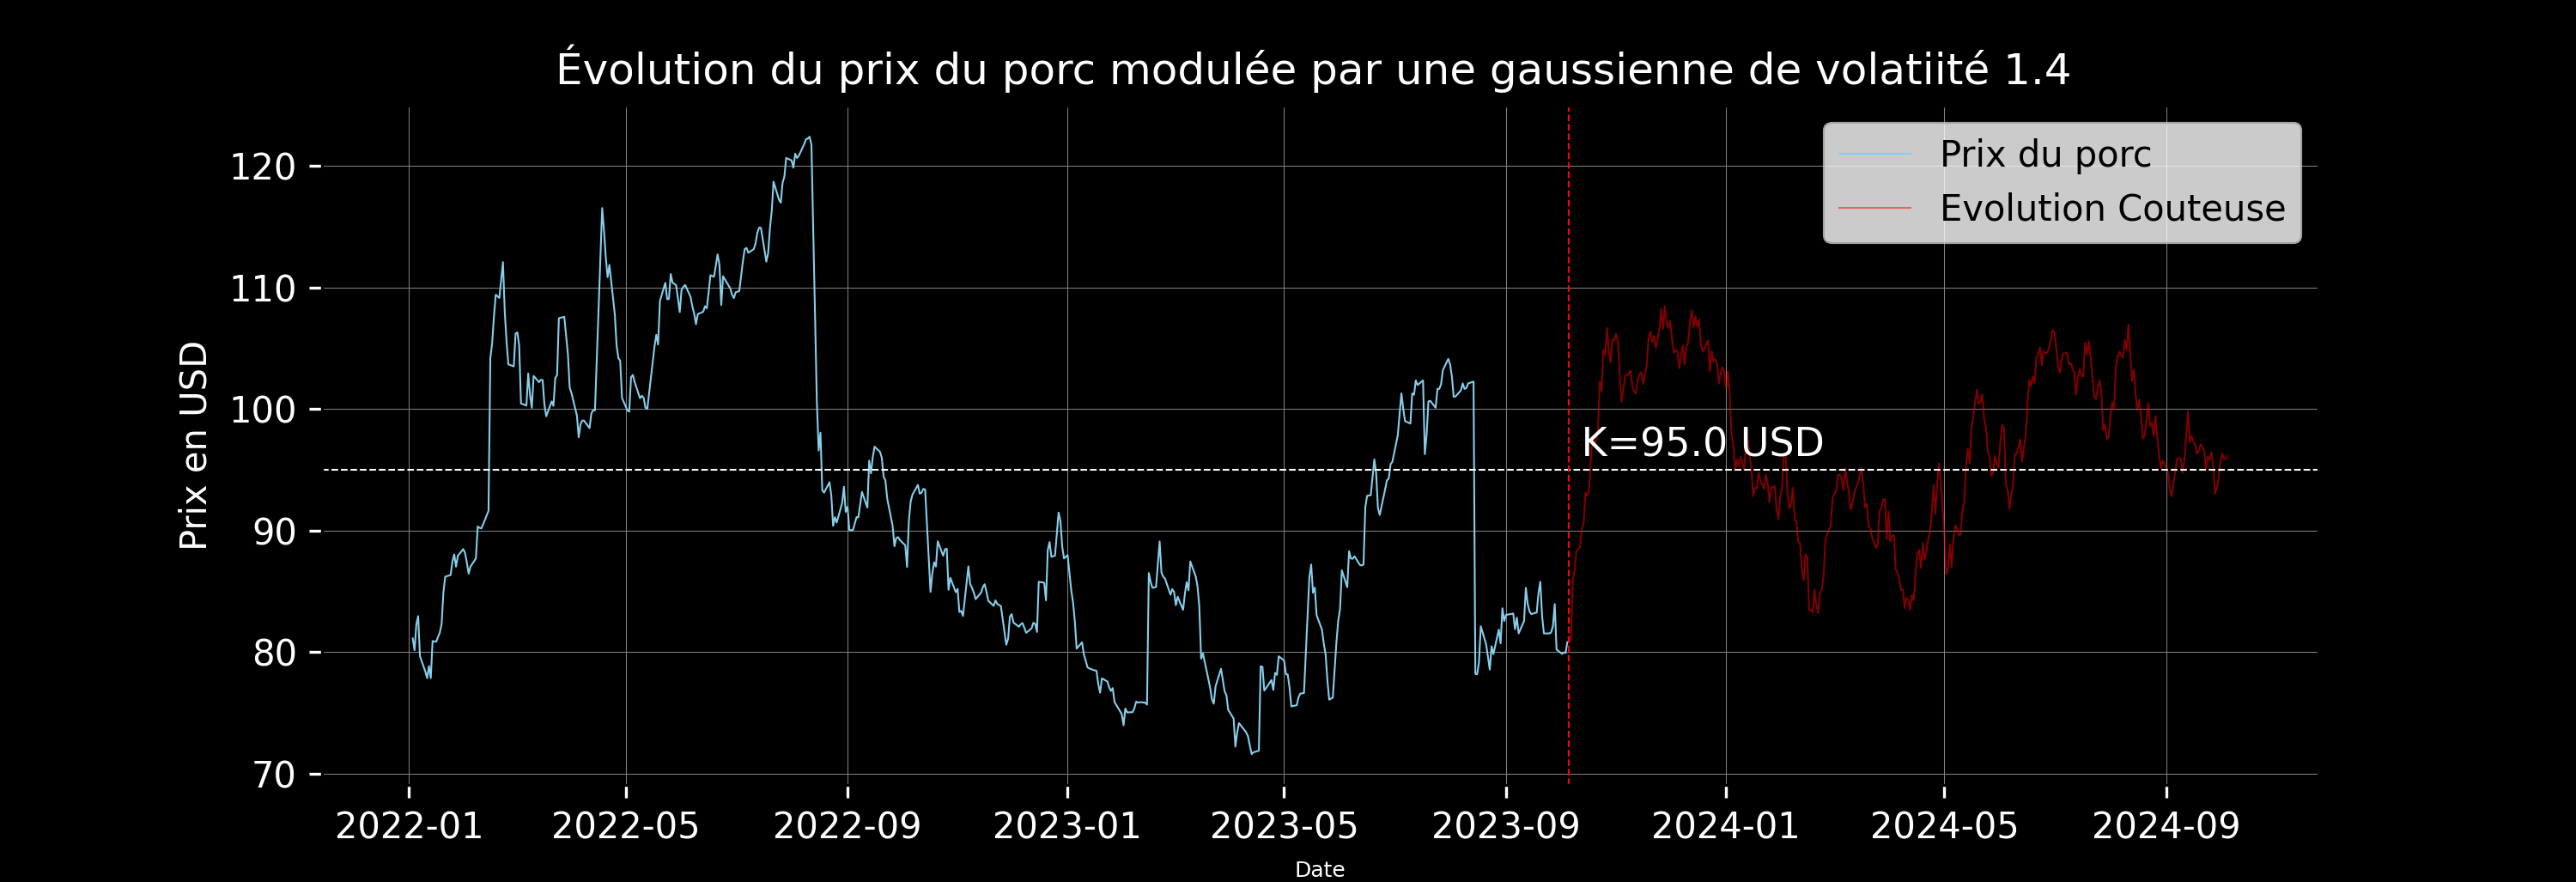 Évolution du prix du porc modulée par une gaussienne de volatiité 1.4
Prix du porc
Evolution Couteuse
Prix en USD
120
110
100
90
80
70
K=95.0 USD
2022-01 2022-05 2022-09 2023-01 2023-05 2023-09 2024-01 2024-05 2024-09
Date